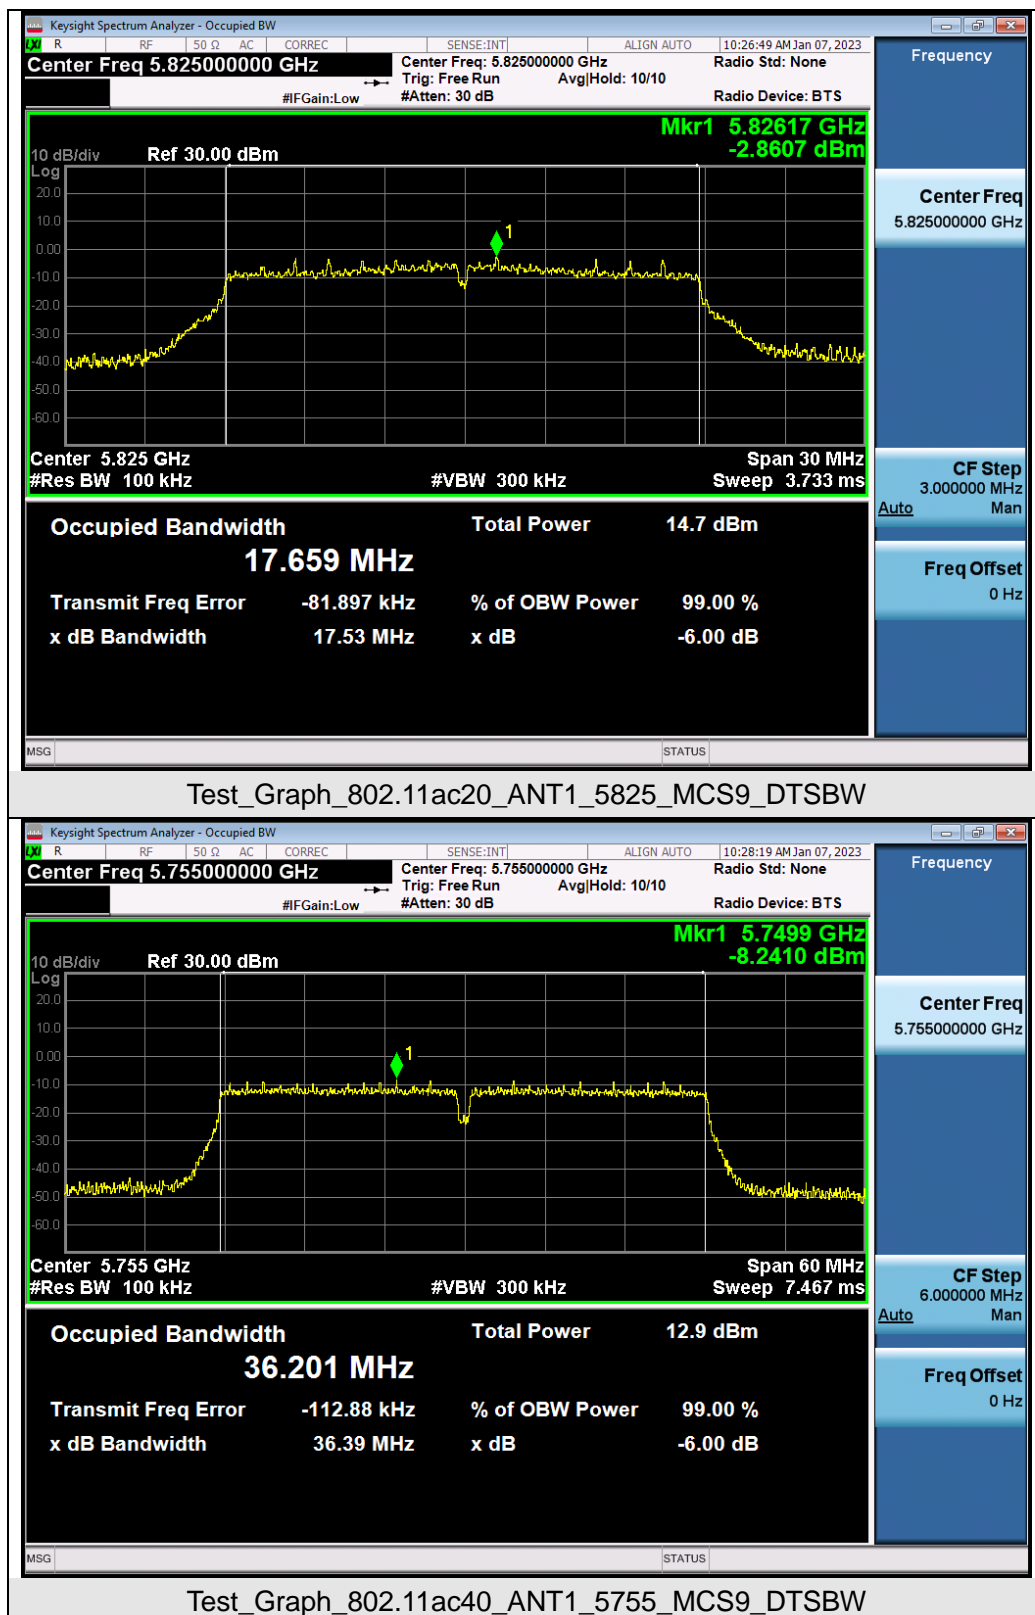 Keysight Spectrum Analyzer - Occupied BW
LXI R RF 50 Ω AC CORREC SENSE:INT ALIGN AUTO 10:26:49 AM Jan 07, 2023
Center Freq 5.825000000 GHz
Center Freq: 5.825000000 GHz
Radio Std: None
Trig: Free Run Avg|Hold: 10/10
#IFGain:Low
#Atten: 30 dB
Radio Device: BTS
Frequency
Mkr1 5.82617 GHz
-2.8607 dBm
10 dB/div Ref 30.00 dBm
Log
20.0
10.0
0.00
-10.0
-20.0
-30.0
-40.0
-50.0
-60.0
1
Center 5.825 GHz Span 30 MHz
#Res BW 100 kHz #VBW 300 kHz Sweep 3.733 ms
Center Freq
5.825000000 GHz
CF Step
3.000000 MHz
Auto Man
Freq Offset
0 Hz
Occupied Bandwidth Total Power 14.7 dBm
17.659 MHz
Transmit Freq Error -81.897 kHz % of OBW Power 99.00 %
x dB Bandwidth 17.53 MHz x dB -6.00 dB
MSG STATUS
Test_Graph_802.11ac20_ANT1_5825_MCS9_DTSBW
Keysight Spectrum Analyzer - Occupied BW
LXI R RF 50 Ω AC CORREC SENSE:INT ALIGN AUTO 10:28:19 AM Jan 07, 2023
Center Freq 5.755000000 GHz
Center Freq: 5.755000000 GHz
Radio Std: None
Trig: Free Run Avg|Hold: 10/10
#IFGain:Low
#Atten: 30 dB
Radio Device: BTS
Frequency
Mkr1 5.7499 GHz
-8.2410 dBm
10 dB/div Ref 30.00 dBm
Log
20.0
10.0
0.00
-10.0
-20.0
-30.0
-40.0
-50.0
-60.0
1
Center 5.755 GHz Span 60 MHz
#Res BW 100 kHz #VBW 300 kHz Sweep 7.467 ms
Center Freq
5.755000000 GHz
CF Step
6.000000 MHz
Auto Man
Freq Offset
0 Hz
Occupied Bandwidth Total Power 12.9 dBm
36.201 MHz
Transmit Freq Error -112.88 kHz % of OBW Power 99.00 %
x dB Bandwidth 36.39 MHz x dB -6.00 dB
MSG STATUS
Test_Graph_802.11ac40_ANT1_5755_MCS9_DTSBW